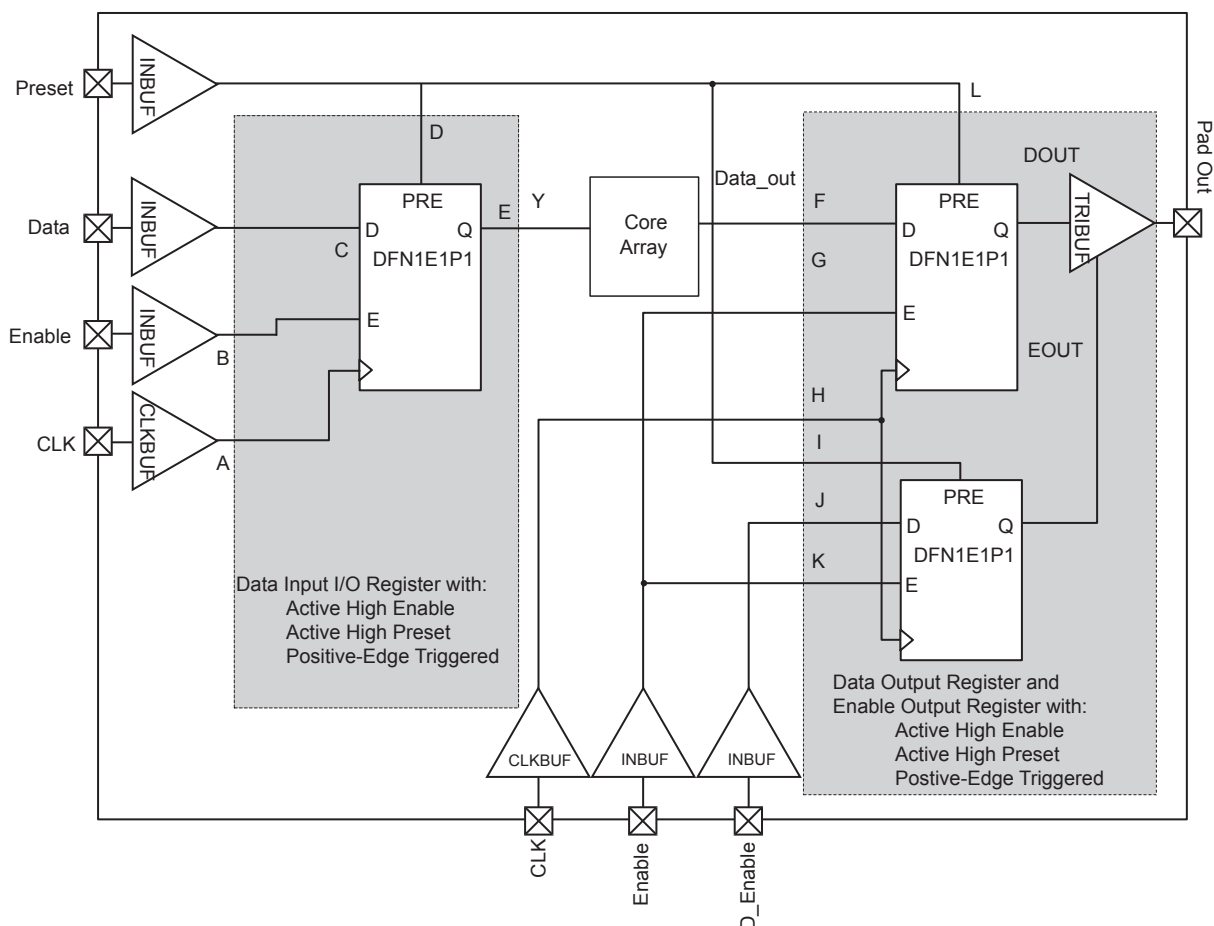 Preset
INBUF
L
D
Pad Out
DOUT
Data
INBUF
PRE
D
Q
C
DFN1E1P1
E
E
Y
Core
Array
Data_out
F
G
PRE
D
Q
DFN1E1P1
E
TRIBUF
EOUT
Enable
INBUF
B
CLK
CLKBUF
A
H
I
J
K
PRE
D
Q
DFN1E1P1
E
Data Input I/O Register with:
Active High Enable
Active High Preset
Positive-Edge Triggered
Data Output Register and
Enable Output Register with:
Active High Enable
Active High Preset
Postive-Edge Triggered
CLKBUF
INBUF
INBUF
CLK
Enable
D_Enable